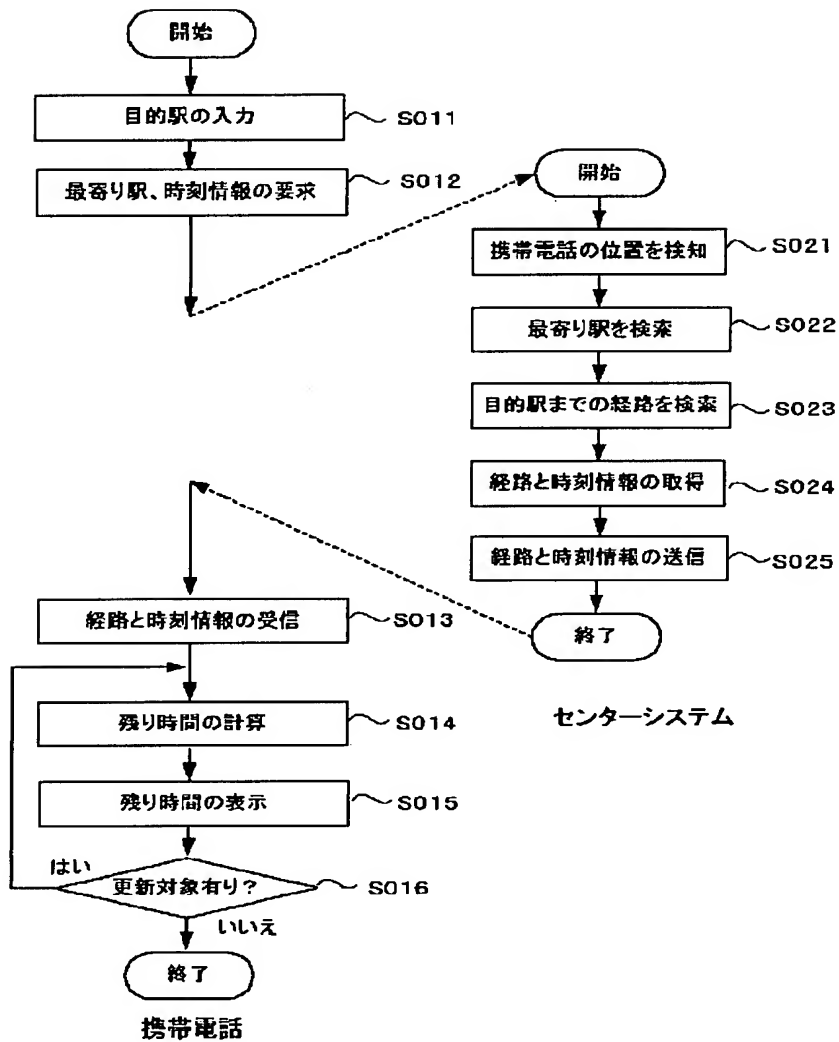 開始
目的駅の入力
S011
最寄り駅、時刻情報の要求
S012
開始
携帯電話の位置を検知
S021
最寄り駅を検索
S022
目的駅までの経路を検索
S023
経路と時刻情報の取得
S024
経路と時刻情報の送信
S025
終了
センターシステム
経路と時刻情報の受信
S013
残り時間の計算
S014
残り時間の表示
S015
はい
更新対象有り？
S016
いいえ
終了
携帯電話